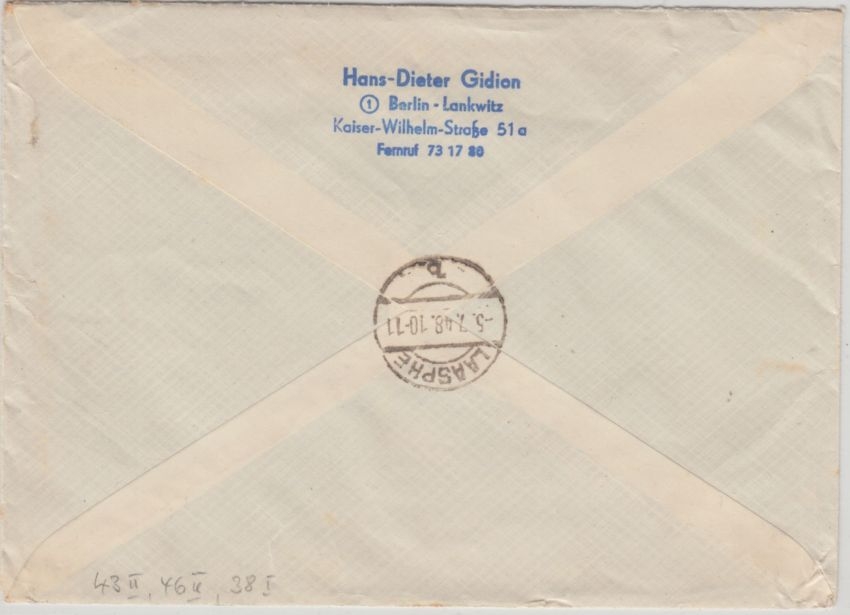 Hans-Dieter Gidion
① Berlin - Lankwitz
Kaiser-Wilhelm-Straße 51a
Fernruf 73 17 80
LAASPHE
-5.7.48.10-11
b
43 II, 46 II, 38 I